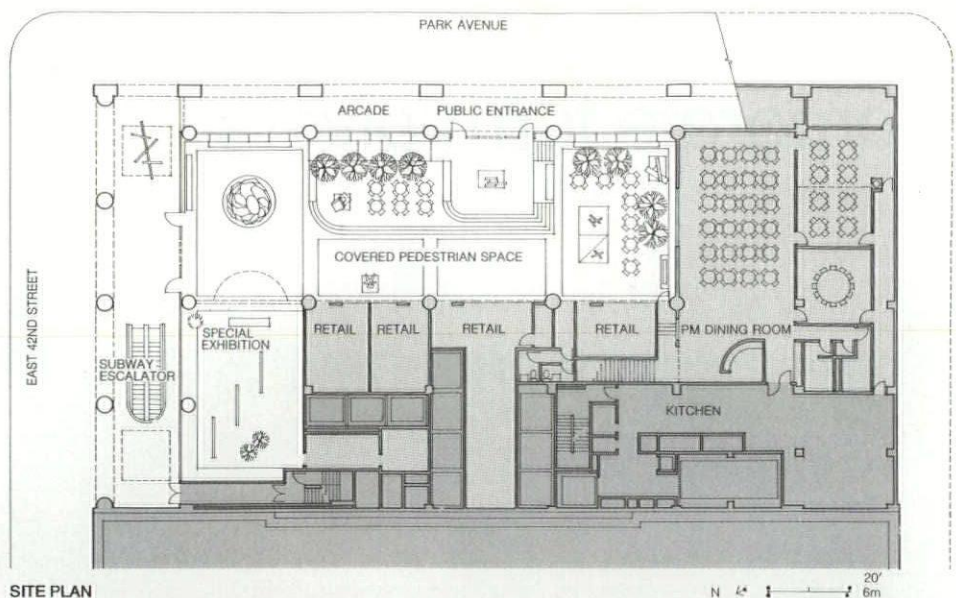 PARK AVENUE
ARCADE
PUBLIC ENTRANCE
COVERED PEDESTRIAN SPACE
EAST 42ND STREET
SPECIAL
EXHIBITION
RETAIL
RETAIL
RETAIL
RETAIL
PM DINING ROOM
SUBWAY
ESCALATOR
KITCHEN
SITE PLAN
N
20'
6m